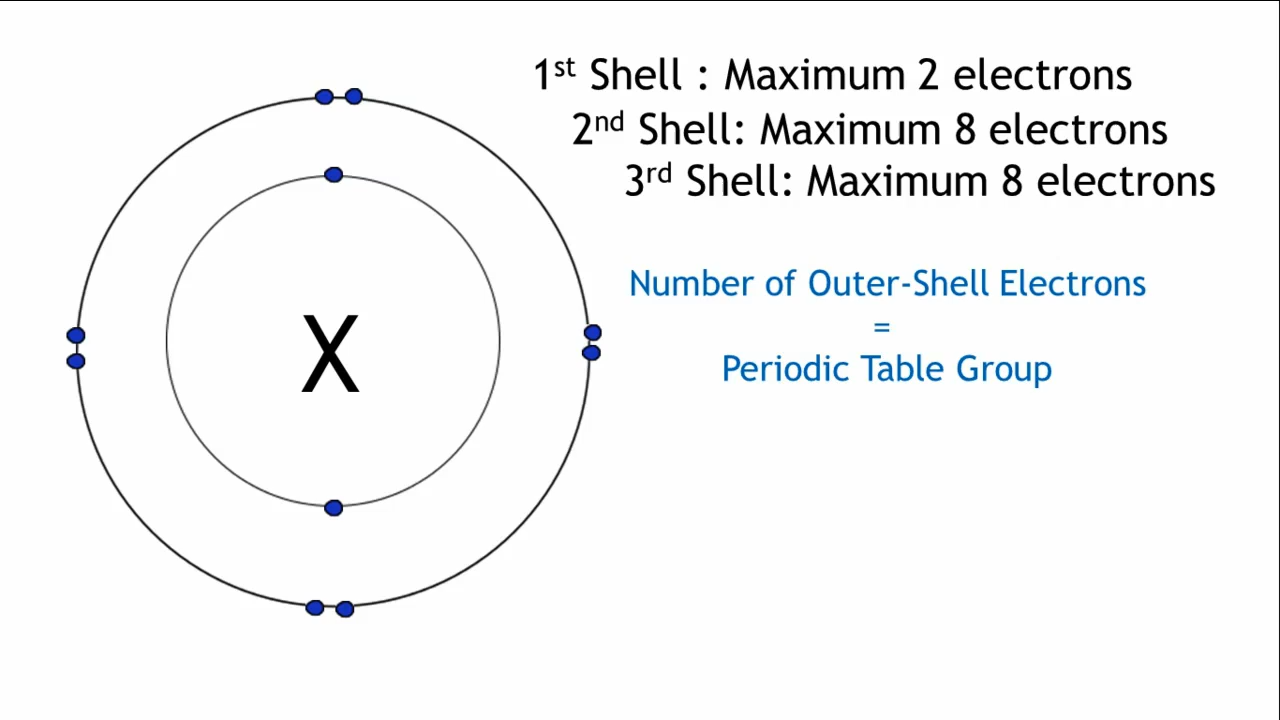 1st Shell : Maximum 2 electrons
2nd Shell: Maximum 8 electrons
3rd Shell: Maximum 8 electrons
Number of Outer-Shell Electrons
=
Periodic Table Group
X